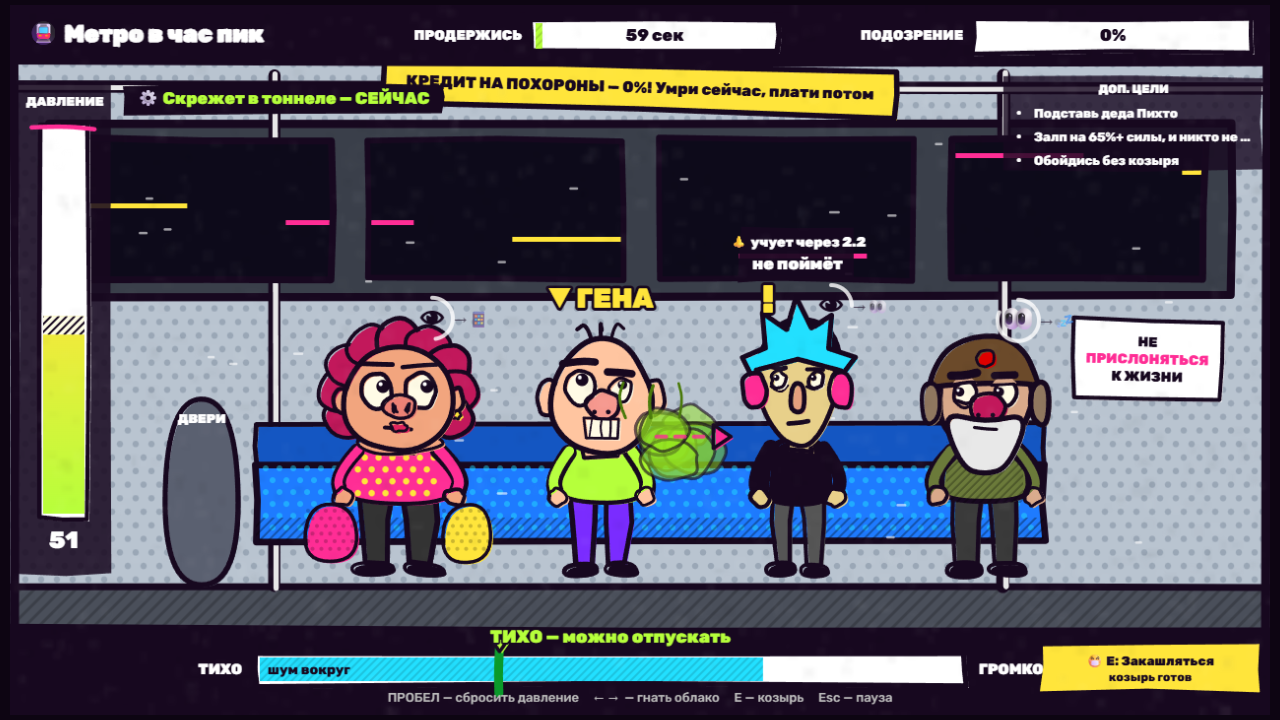 Метро в час пик
ПРОДЕРЖИСЬ
59 сек
ПОДОЗРЕНИЕ
0%
ДАВЛЕНИЕ
Скрежет в тоннеле — СЕЙЧАС
КРЕДИТ НА ПОХОРОНЫ — 0%! Умри сейчас, плати потом
ДОП. ЦЕЛИ
• Подставь деда Пихто
• Залп на 65%+ силы, и никто не ...
• Обойдись без козыря
учует через 2.2
не поймёт
▼ ГЕНА
!
НЕ
ПРИСЛОНЯТЬСЯ
К ЖИЗНИ
ДВЕРИ
51
ТИХО — можно отпускать
ТИХО
шум вокруг
ГРОМКО
E: Закашляться
козырь готов
ПРОБЕЛ — сбросить давление ←→ — гнать облако E — козырь Esc — пауза